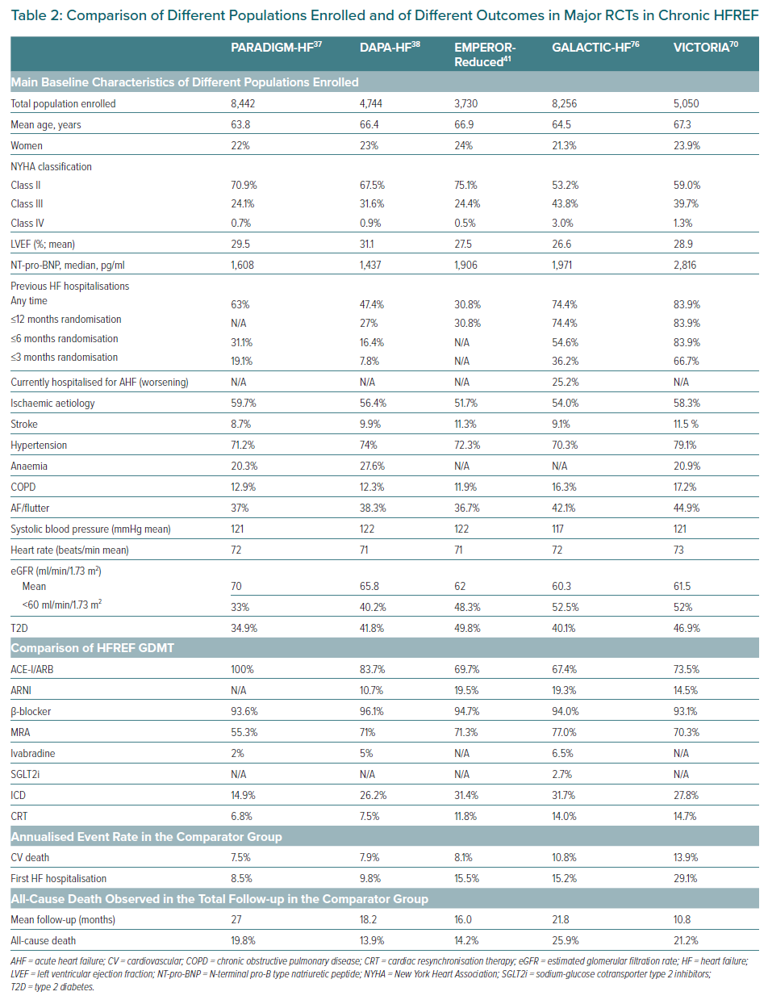 Table 2: Comparison of Different Populations Enrolled and of Different Outcomes in Major RCTs in Chronic HFREF
PARADIGM-HF37 DAPA-HF38 EMPEROR-Reduced41 GALACTIC-HF76 VICTORIA70
Main Baseline Characteristics of Different Populations Enrolled
Total population enrolled 8,442 4,744 3,730 8,256 5,050
Mean age, years 63.8 66.4 66.9 64.5 67.3
Women 22% 23% 24% 21.3% 23.9%
NYHA classification
Class II 70.9% 67.5% 75.1% 53.2% 59.0%
Class III 24.1% 31.6% 24.4% 43.8% 39.7%
Class IV 0.7% 0.9% 0.5% 3.0% 1.3%
LVEF (%; mean) 29.5 31.1 27.5 26.6 28.9
NT-pro-BNP, median, pg/ml 1,608 1,437 1,906 1,971 2,816
Previous HF hospitalisations
Any time 63% 47.4% 30.8% 74.4% 83.9%
≤12 months randomisation N/A 27% 30.8% 74.4% 83.9%
≤6 months randomisation 31.1% 16.4% N/A 54.6% 83.9%
≤3 months randomisation 19.1% 7.8% N/A 36.2% 66.7%
Currently hospitalised for AHF (worsening) N/A N/A N/A 25.2% N/A
Ischaemic aetiology 59.7% 56.4% 51.7% 54.0% 58.3%
Stroke 8.7% 9.9% 11.3% 9.1% 11.5 %
Hypertension 71.2% 74% 72.3% 70.3% 79.1%
Anaemia 20.3% 27.6% N/A N/A 20.9%
COPD 12.9% 12.3% 11.9% 16.3% 17.2%
AF/flutter 37% 38.3% 36.7% 42.1% 44.9%
Systolic blood pressure (mmHg mean) 121 122 122 117 121
Heart rate (beats/min mean) 72 71 71 72 73
eGFR (ml/min/1.73 m²)
Mean 70 65.8 62 60.3 61.5
<60 ml/min/1.73 m² 33% 40.2% 48.3% 52.5% 52%
T2D 34.9% 41.8% 49.8% 40.1% 46.9%
Comparison of HFREF GDMT
ACE-I/ARB 100% 83.7% 69.7% 67.4% 73.5%
ARNI N/A 10.7% 19.5% 19.3% 14.5%
β-blocker 93.6% 96.1% 94.7% 94.0% 93.1%
MRA 55.3% 71% 71.3% 77.0% 70.3%
Ivabradine 2% 5% N/A 6.5% N/A
SGLT2i N/A N/A N/A 2.7% N/A
ICD 14.9% 26.2% 31.4% 31.7% 27.8%
CRT 6.8% 7.5% 11.8% 14.0% 14.7%
Annualised Event Rate in the Comparator Group
CV death 7.5% 7.9% 8.1% 10.8% 13.9%
First HF hospitalisation 8.5% 9.8% 15.5% 15.2% 29.1%
All-Cause Death Observed in the Total Follow-up in the Comparator Group
Mean follow-up (months) 27 18.2 16.0 21.8 10.8
All-cause death 19.8% 13.9% 14.2% 25.9% 21.2%
AHF = acute heart failure; CV = cardiovascular; COPD = chronic obstructive pulmonary disease; CRT = cardiac resynchronisation therapy; eGFR = estimated glomerular filtration rate; HF = heart failure;
LVEF = left ventricular ejection fraction; NT-pro-BNP = N-terminal pro-B type natriuretic peptide; NYHA = New York Heart Association; SGLT2i = sodium-glucose cotransporter type 2 inhibitors;
T2D = type 2 diabetes.